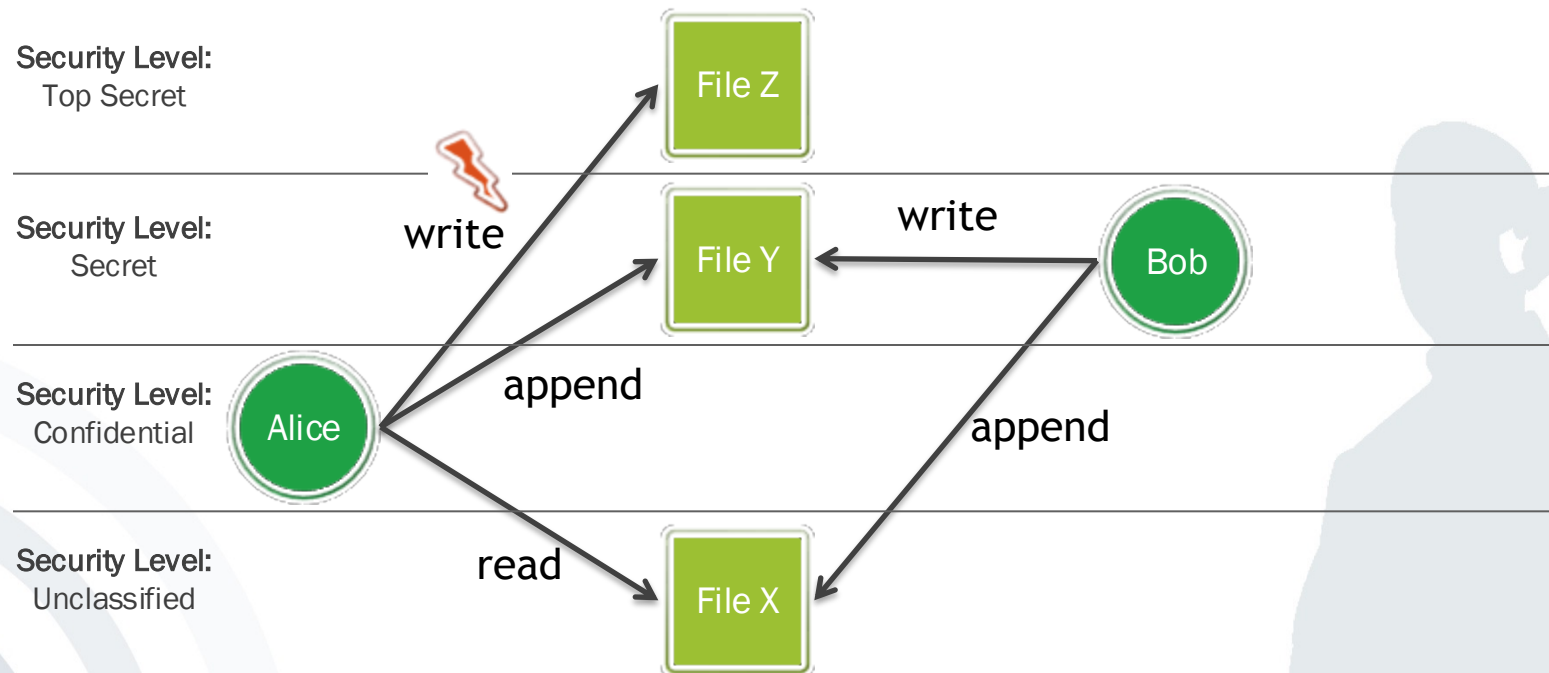 Security Level:
Top Secret
File Z
write
Security Level:
Secret
File Y
write
Bob
append
Security Level:
Confidential
Alice
append
Security Level:
Unclassified
read
File X